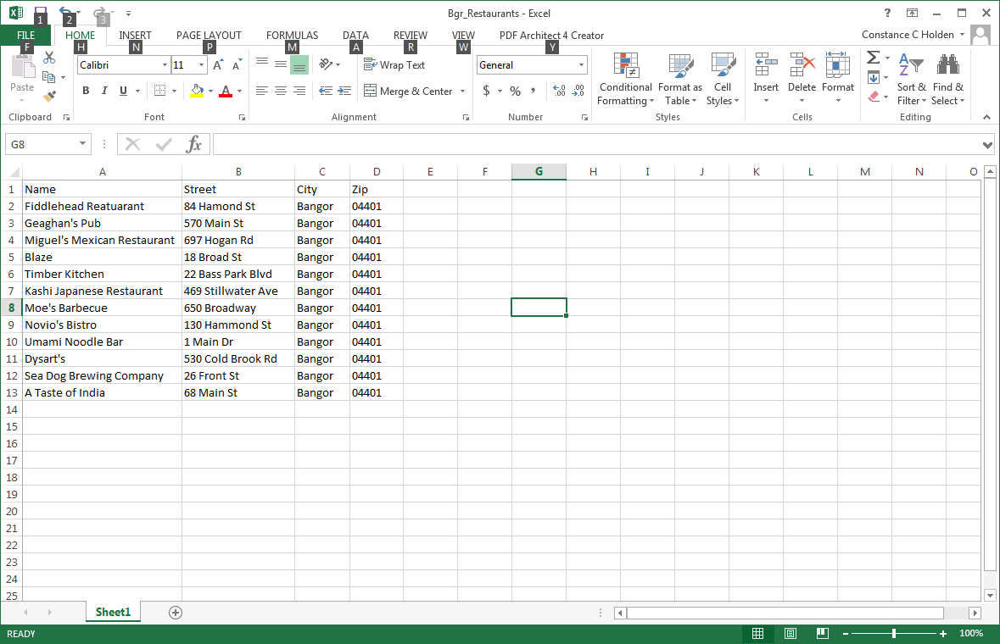 Bgr_Restaurants - Excel
1 2 3
FILE HOME INSERT PAGE LAYOUT FORMULAS DATA REVIEW VIEW PDF Architect 4 Creator Constance C Holden
F H N P M A R W Y
Paste Calibri 11 A A Wrap Text General Conditional Formatting Format as Table Cell Styles Insert Delete Format Sort & Filter Find & Select
B I U A Merge & Center $ % ,
Clipboard Font Alignment Number Styles Cells Editing
G8 fx
A B C D E F G H I J K L M N O
1 Name Street City Zip
2 Fiddlehead Reatuarant 84 Hamond St Bangor 04401
3 Geaghan's Pub 570 Main St Bangor 04401
4 Miguel's Mexican Restaurant 697 Hogan Rd Bangor 04401
5 Blaze 18 Broad St Bangor 04401
6 Timber Kitchen 22 Bass Park Blvd Bangor 04401
7 Kashi Japanese Restaurant 469 Stillwater Ave Bangor 04401
8 Moe's Barbecue 650 Broadway Bangor 04401
9 Novio's Bistro 130 Hammond St Bangor 04401
10 Umami Noodle Bar 1 Main Dr Bangor 04401
11 Dysart's 530 Cold Brook Rd Bangor 04401
12 Sea Dog Brewing Company 26 Front St Bangor 04401
13 A Taste of India 68 Main St Bangor 04401
14
15
16
17
18
19
20
21
22
23
24
25
Sheet1
READY 100%